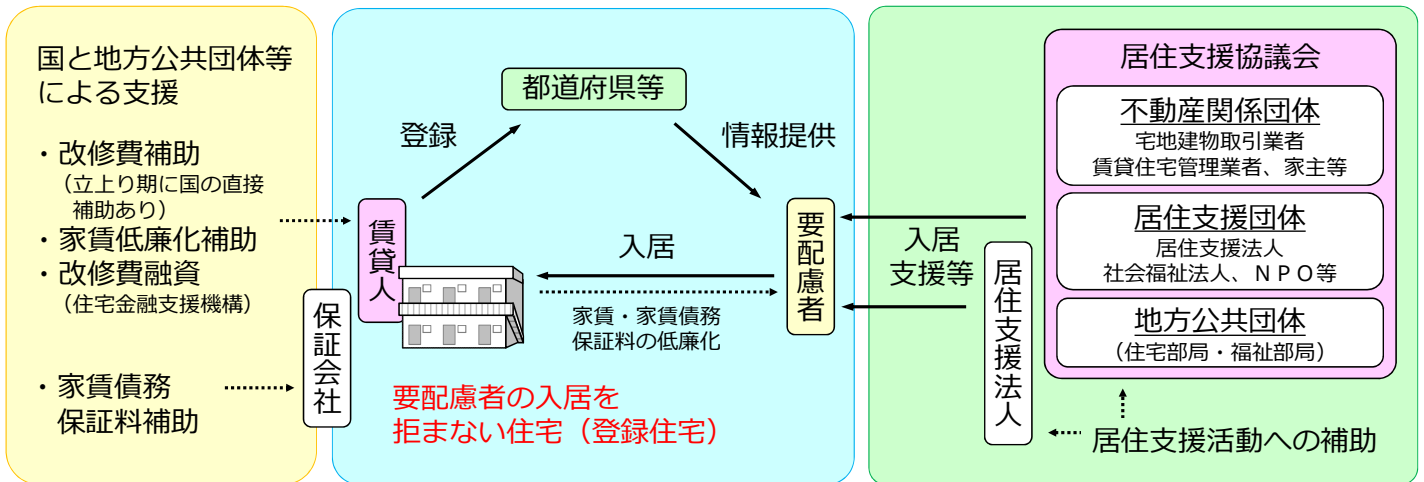 国と地方公共団体等
による支援
・改修費補助
（立上り期に国の直接
補助あり）
・家賃低廉化補助
・改修費融資
（住宅金融支援機構）
・家賃債務
保証料補助
保証会社
都道府県等
登録
情報提供
賃貸人
入居
家賃・家賃債務
保証料の低廉化
要配慮者
要配慮者の入居を
拒まない住宅（登録住宅）
入居
支援等
居住支援法人
居住支援協議会
不動産関係団体
宅地建物取引業者
賃貸住宅管理業者、家主等
居住支援団体
居住支援法人
社会福祉法人、ＮＰＯ等
地方公共団体
（住宅部局・福祉部局）
居住支援活動への補助